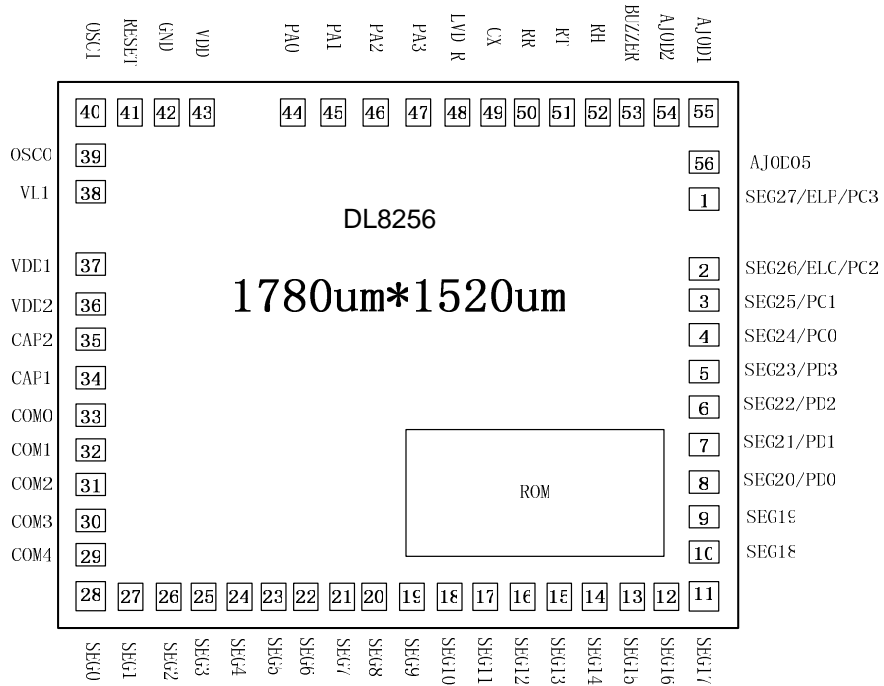 OSC1 RESET GND VDD PA0 PA1 PA2 PA3 LVD R CX RR RT RH BUZZER AJOD2 AJOD1
40 41 42 43 44 45 46 47 48 49 50 51 52 53 54 55
OSCO 39 56 AJOD05
VL1 38 1 SEG27/ELP/PC3
DL8256
VDD1 37 2 SEG26/ELC/PC2
1780um*1520um
VDD2 36 3 SEG25/PC1
CAP2 35 4 SEG24/PC0
CAP1 34 5 SEG23/PD3
COM0 33 6 SEG22/PD2
COM1 32 7 SEG21/PD1
COM2 31 ROM 8 SEG20/PD0
COM3 30 9 SEG19
COM4 29 10 SEG18
28 27 26 25 24 23 22 21 20 19 18 17 16 15 14 13 12 11
SEG0 SEG1 SEG2 SEG3 SEG4 SEG5 SEG6 SEG7 SEG8 SEG9 SEG10 SEG11 SEG12 SEG13 SEG14 SEG15 SEG16 SEG17